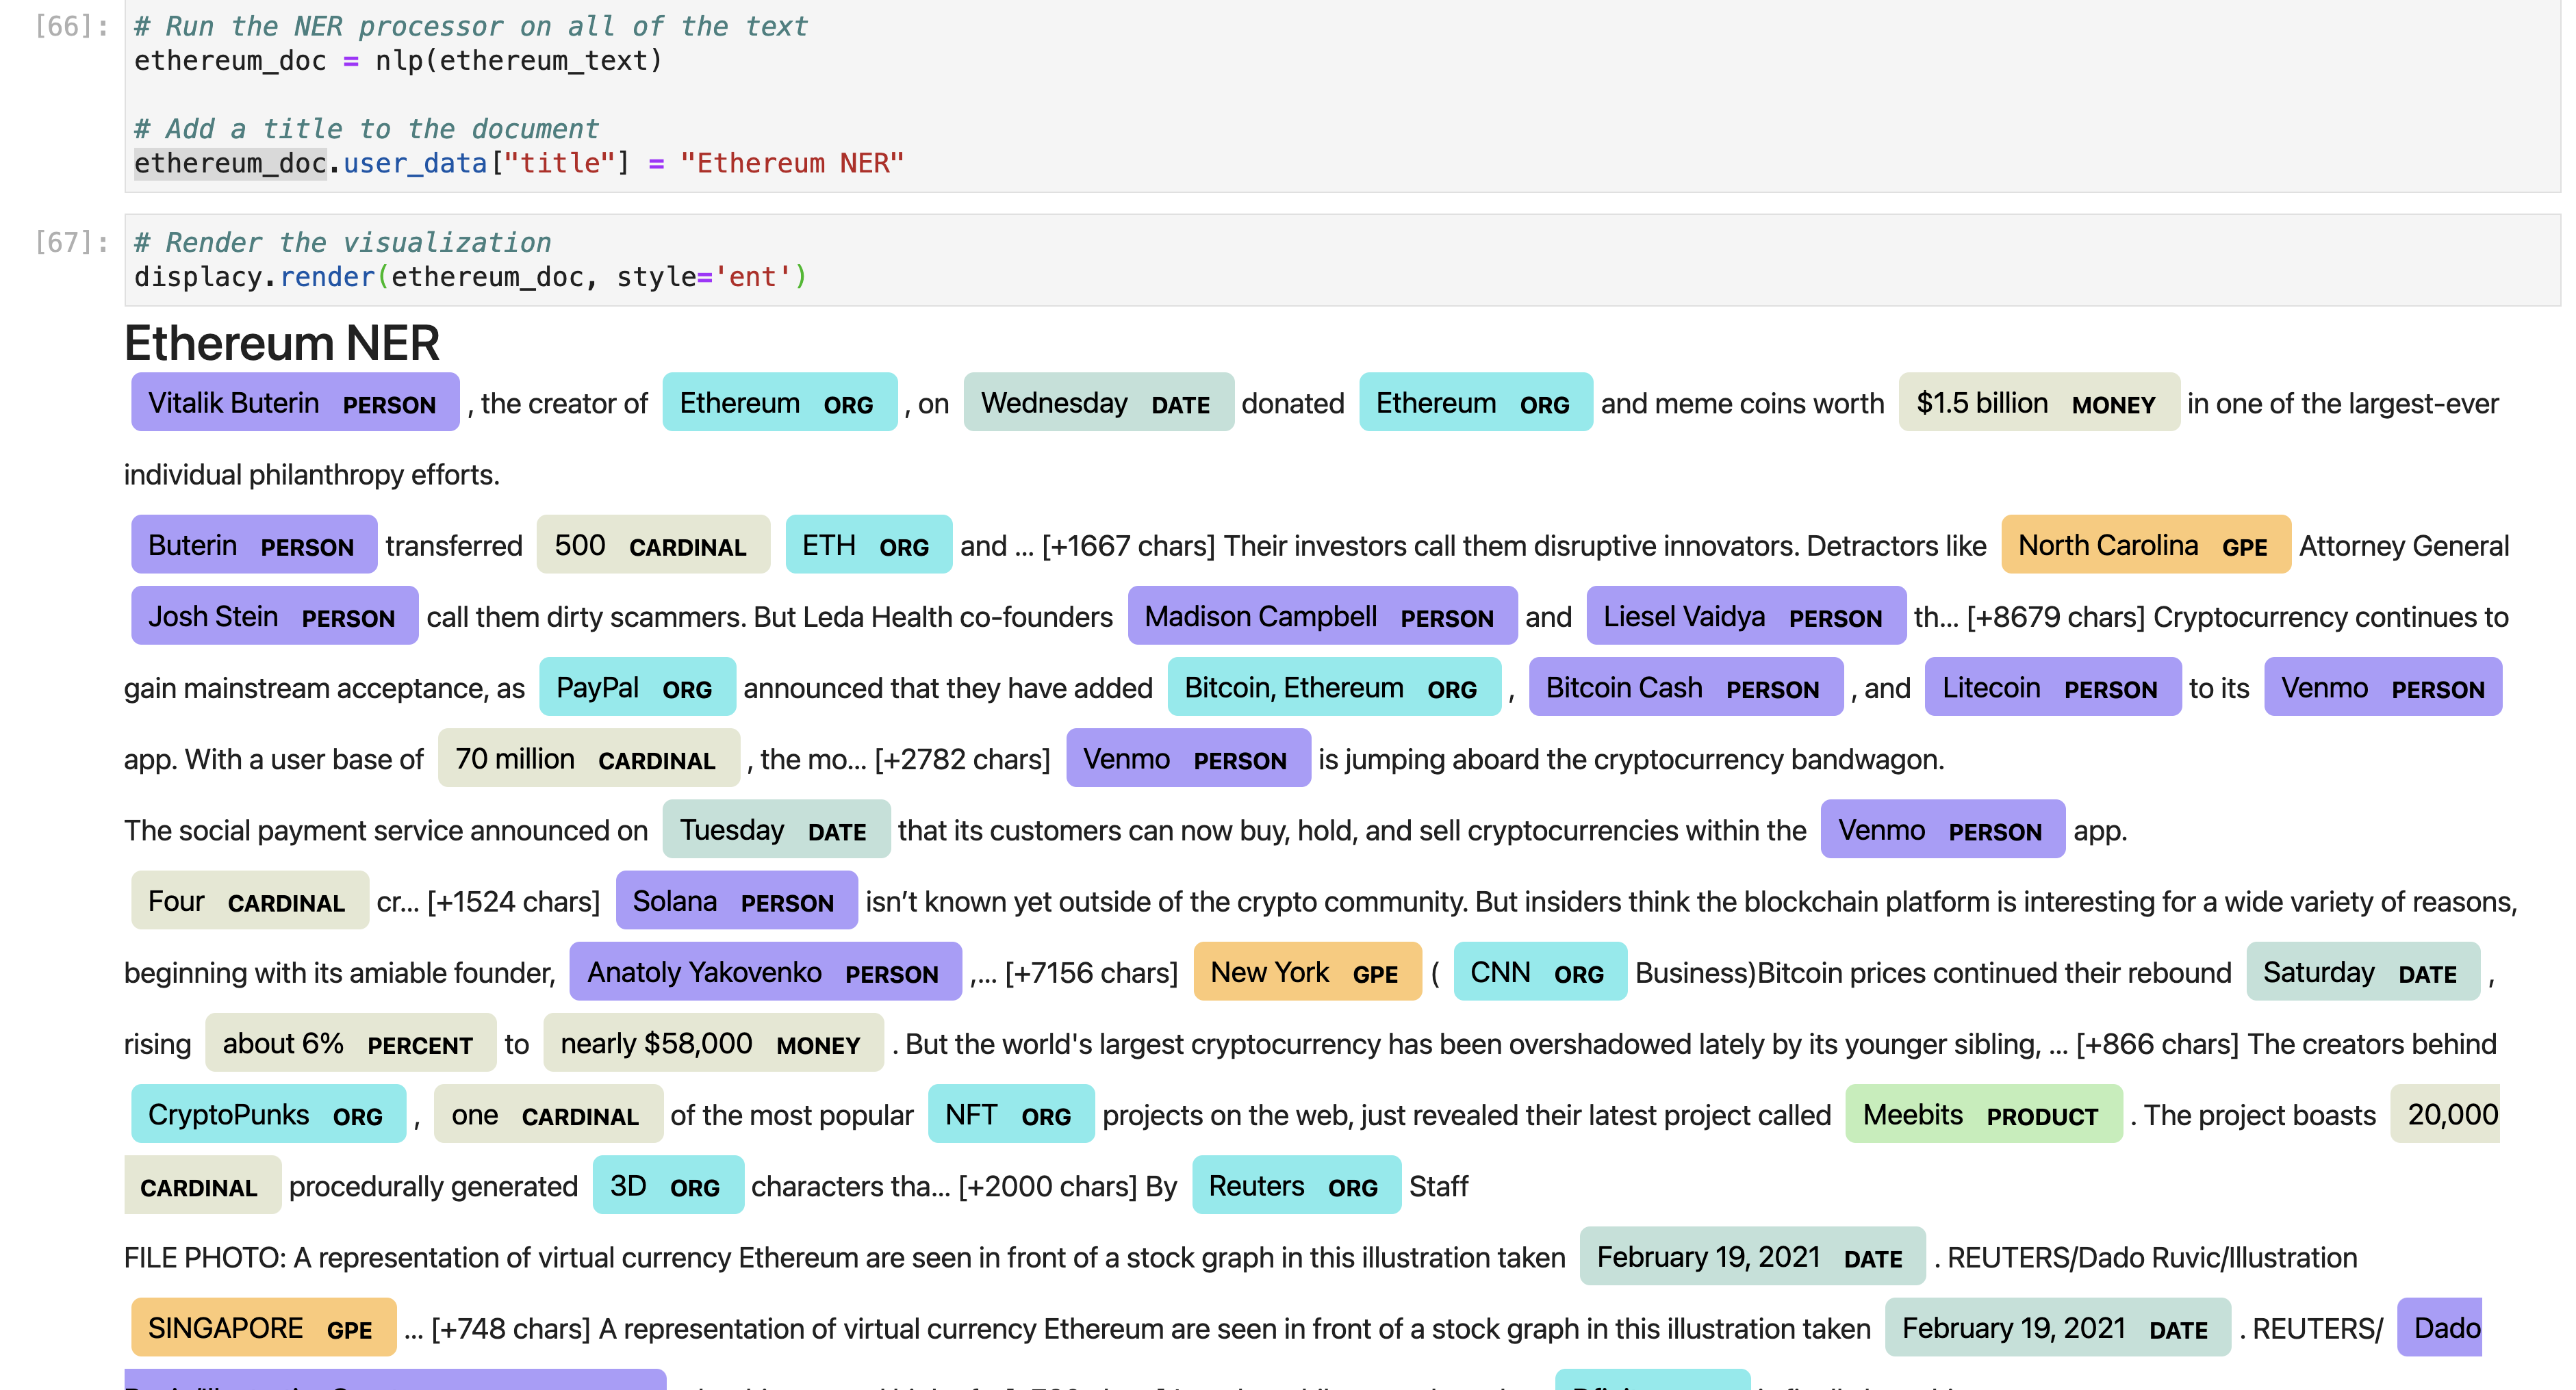 [66]: # Run the NER processor on all of the text
ethereum_doc = nlp(ethereum_text)
# Add a title to the document
ethereum_doc.user_data["title"] = "Ethereum NER"
[67]: # Render the visualization
displacy.render(ethereum_doc, style='ent')
Ethereum NER
Vitalik Buterin PERSON , the creator of Ethereum ORG , on Wednesday DATE donated Ethereum ORG and meme coins worth $1.5 billion MONEY in one of the largest-ever
individual philanthropy efforts.
Buterin PERSON transferred 500 CARDINAL ETH ORG and ... [+1667 chars] Their investors call them disruptive innovators. Detractors like North Carolina GPE Attorney General
Josh Stein PERSON call them dirty scammers. But Leda Health co-founders Madison Campbell PERSON and Liesel Vaidya PERSON th... [+8679 chars] Cryptocurrency continues to
gain mainstream acceptance, as PayPal ORG announced that they have added Bitcoin, Ethereum ORG , Bitcoin Cash PERSON , and Litecoin PERSON to its Venmo PERSON
app. With a user base of 70 million CARDINAL , the mo... [+2782 chars] Venmo PERSON is jumping aboard the cryptocurrency bandwagon.
The social payment service announced on Tuesday DATE that its customers can now buy, hold, and sell cryptocurrencies within the Venmo PERSON app.
Four CARDINAL cr... [+1524 chars] Solana PERSON isn’t known yet outside of the crypto community. But insiders think the blockchain platform is interesting for a wide variety of reasons,
beginning with its amiable founder, Anatoly Yakovenko PERSON ,... [+7156 chars] New York GPE ( CNN ORG Business)Bitcoin prices continued their rebound Saturday DATE ,
rising about 6% PERCENT to nearly $58,000 MONEY . But the world's largest cryptocurrency has been overshadowed lately by its younger sibling, ... [+866 chars] The creators behind
CryptoPunks ORG , one CARDINAL of the most popular NFT ORG projects on the web, just revealed their latest project called Meebits PRODUCT . The project boasts 20,000
CARDINAL procedurally generated 3D ORG characters tha... [+2000 chars] By Reuters ORG Staff
FILE PHOTO: A representation of virtual currency Ethereum are seen in front of a stock graph in this illustration taken February 19, 2021 DATE . REUTERS/Dado Ruvic/Illustration
SINGAPORE GPE ... [+748 chars] A representation of virtual currency Ethereum are seen in front of a stock graph in this illustration taken February 19, 2021 DATE . REUTERS/ Dado